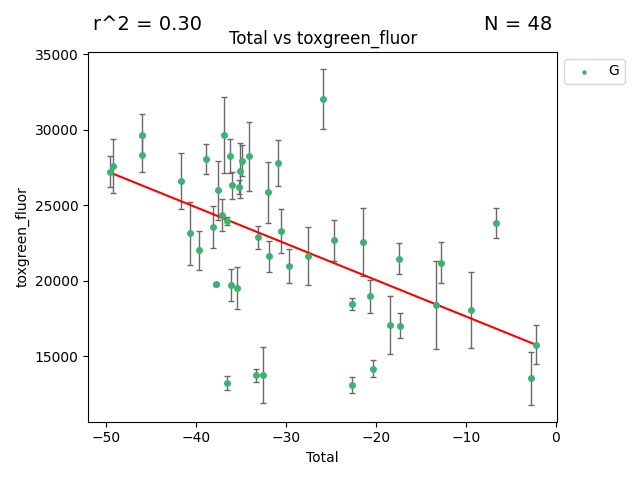 r^2 = 0.30
N = 48
Total vs toxgreen_fluor
G
35000
30000
25000
20000
15000
toxgreen_fluor
−50
−40
−30
−20
−10
0
Total